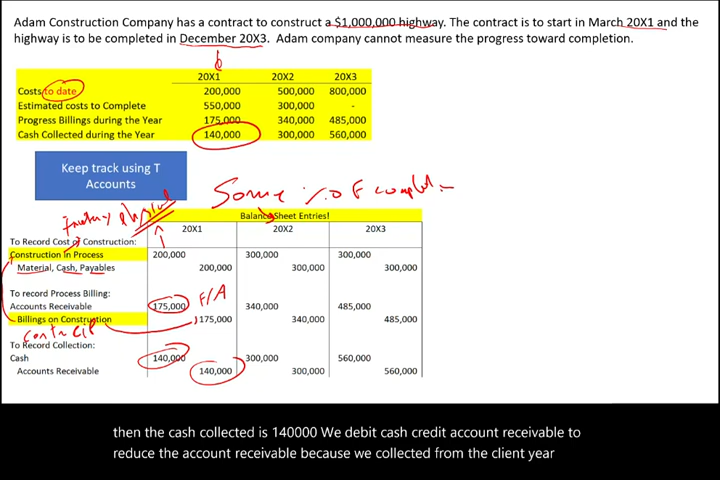 Adam Construction Company has a contract to construct a $1,000,000 highway. The contract is to start in March 20X1 and the
highway is to be completed in December 20X3. Adam company cannot measure the progress toward completion.
20X1 20X2 20X3
Costs to date 200,000 500,000 800,000
Estimated costs to Complete 550,000 300,000 -
Progress Billings during the Year 175,000 340,000 485,000
Cash Collected during the Year 140,000 300,000 560,000
Keep track using T
Accounts
Some % of
physical
Balance Sheet Entries!
20X1 20X2 20X3
To Record Cost of Construction:
Construction In Process 200,000 300,000 300,000
Material, Cash, Payables 200,000 300,000 300,000
To record Process Billing:
F/A
Accounts Receivable 175,000 340,000 485,000
Billings on Construction 175,000 340,000 485,000
Contra CIP
To Record Collection:
Cash 140,000 300,000 560,000
Accounts Receivable 140,000 300,000 560,000
then the cash collected is 140000 We debit cash credit account receivable to
reduce the account receivable because we collected from the client year